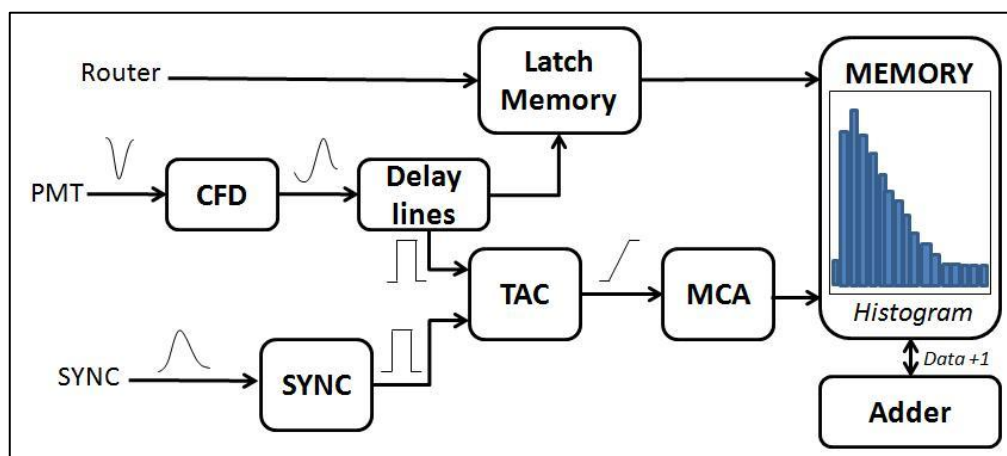 Router
Latch
Memory
MEMORY
PMT
CFD
Delay
lines
TAC
MCA
Histogram
SYNC
SYNC
Data +1
Adder